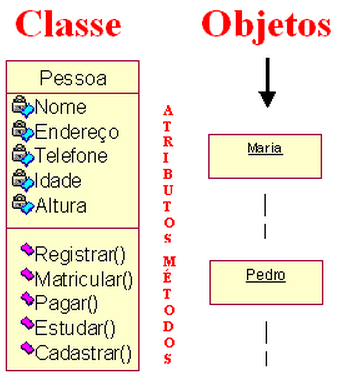 Classe
Objetos
Pessoa
Nome
Endereço
Telefone
Idade
Altura
Registrar()
Matricular()
Pagar()
Estudar()
Cadastrar()
ATRIBUTOS
MÉTODOS
Maria
Pedro